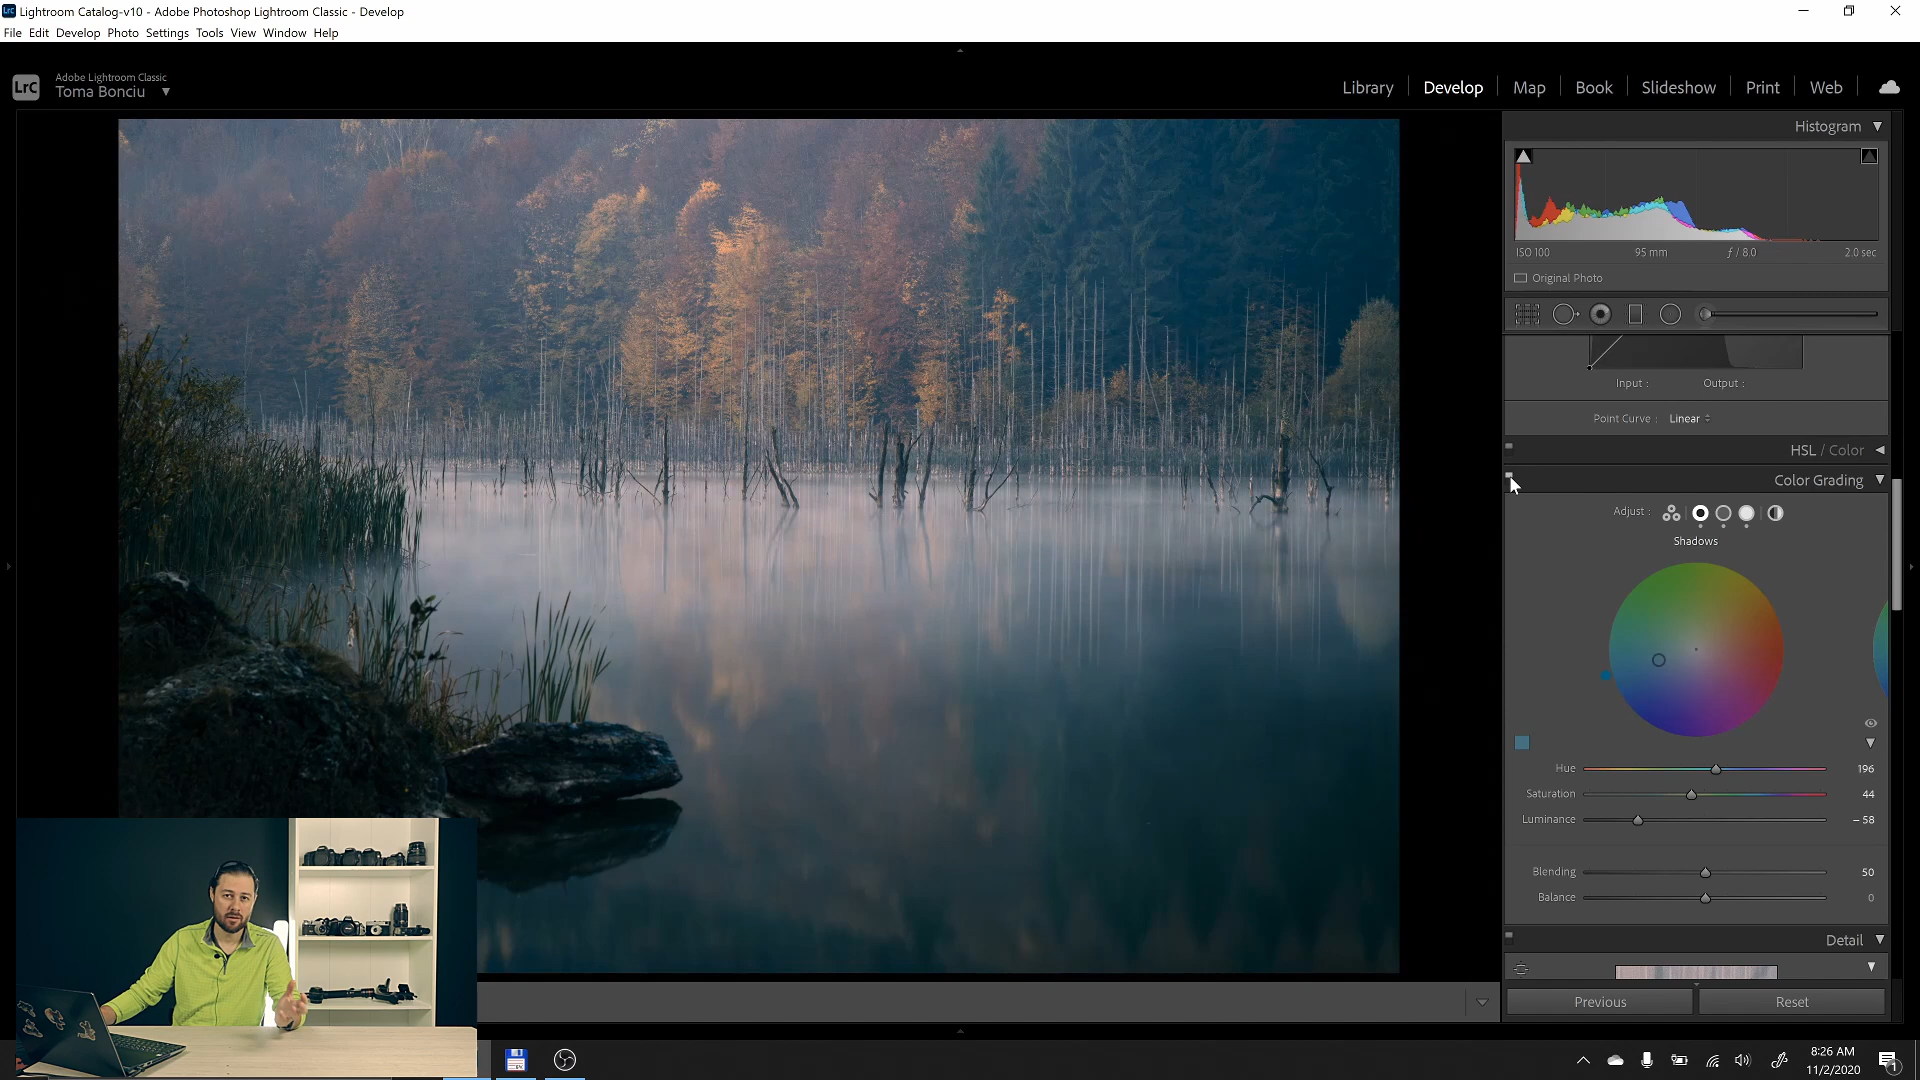 Lrc Lightroom Catalog-v10 - Adobe Photoshop Lightroom Classic - Develop
File Edit Develop Photo Settings Tools View Window Help
LrC Adobe Lightroom Classic
Toma Bonciu
Library Develop Map Book Slideshow Print Web
Histogram
ISO 100 95 mm ƒ / 8.0 2.0 sec
Original Photo
Input : Output :
Point Curve : Linear
HSL / Color
Color Grading
Adjust :
Shadows
Hue 196
Saturation 44
Luminance – 58
Blending 50
Balance 0
Detail
Previous Reset
8:26 AM
11/2/2020
1